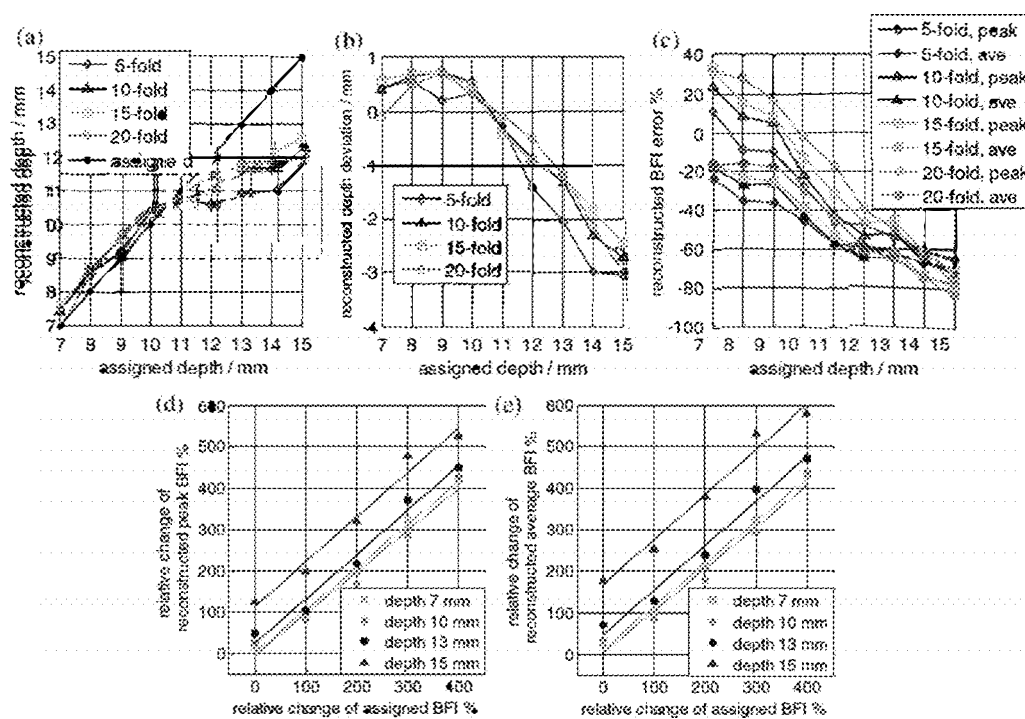 (a)
15
14
13
12
11
10
9
8
7
reconstructed depth / mm
5-fold
10-fold
15-fold
20-fold
assigned
7 8 9 10 11 12 13 14 15
assigned depth / mm
(b)
1
0
-1
-2
-3
-4
reconstructed depth deviation / mm
5-fold
10-fold
15-fold
20-fold
7 8 9 10 11 12 13 14 15
assigned depth / mm
(c)
40
20
0
-20
-40
-60
-80
-100
reconstructed BFI error %
5-fold, peak
5-fold, ave
10-fold, peak
10-fold, ave
15-fold, peak
15-fold, ave
20-fold, peak
20-fold, ave
7 8 9 10 11 12 13 14 15
assigned depth / mm
(d)
600
500
400
300
200
100
0
relative change of
reconstructed peak BFI %
depth 7 mm
depth 10 mm
depth 13 mm
depth 15 mm
0 100 200 300 400
relative change of assigned BFI %
(e)
600
500
400
300
200
100
0
relative change of
reconstructed average BFI %
depth 7 mm
depth 10 mm
depth 13 mm
depth 15 mm
0 100 200 300 400
relative change of assigned BFI %